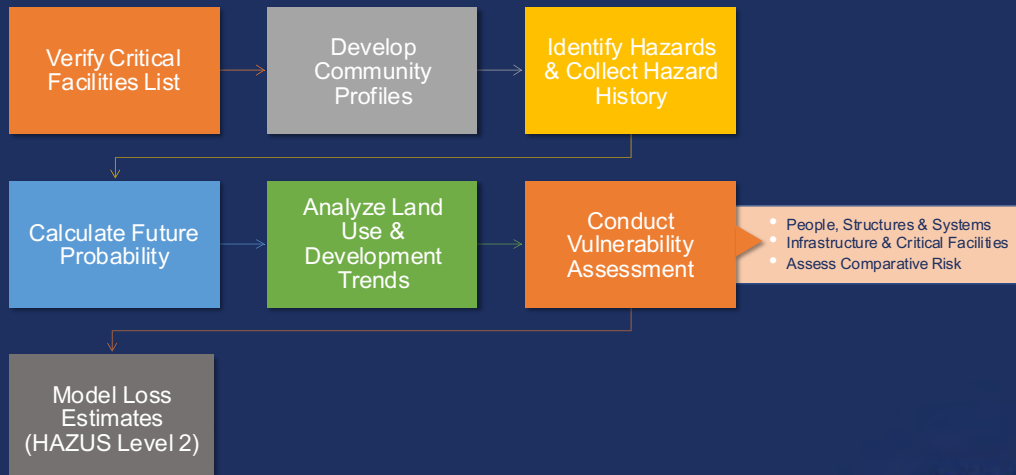 Verify Critical
Facilities List
Develop
Community
Profiles
Identify Hazards
& Collect Hazard
History
Calculate Future
Probability
Analyze Land
Use &
Development
Trends
Conduct
Vulnerability
Assessment
• People, Structures & Systems
• Infrastructure & Critical Facilities
• Assess Comparative Risk
Model Loss
Estimates
(HAZUS Level 2)